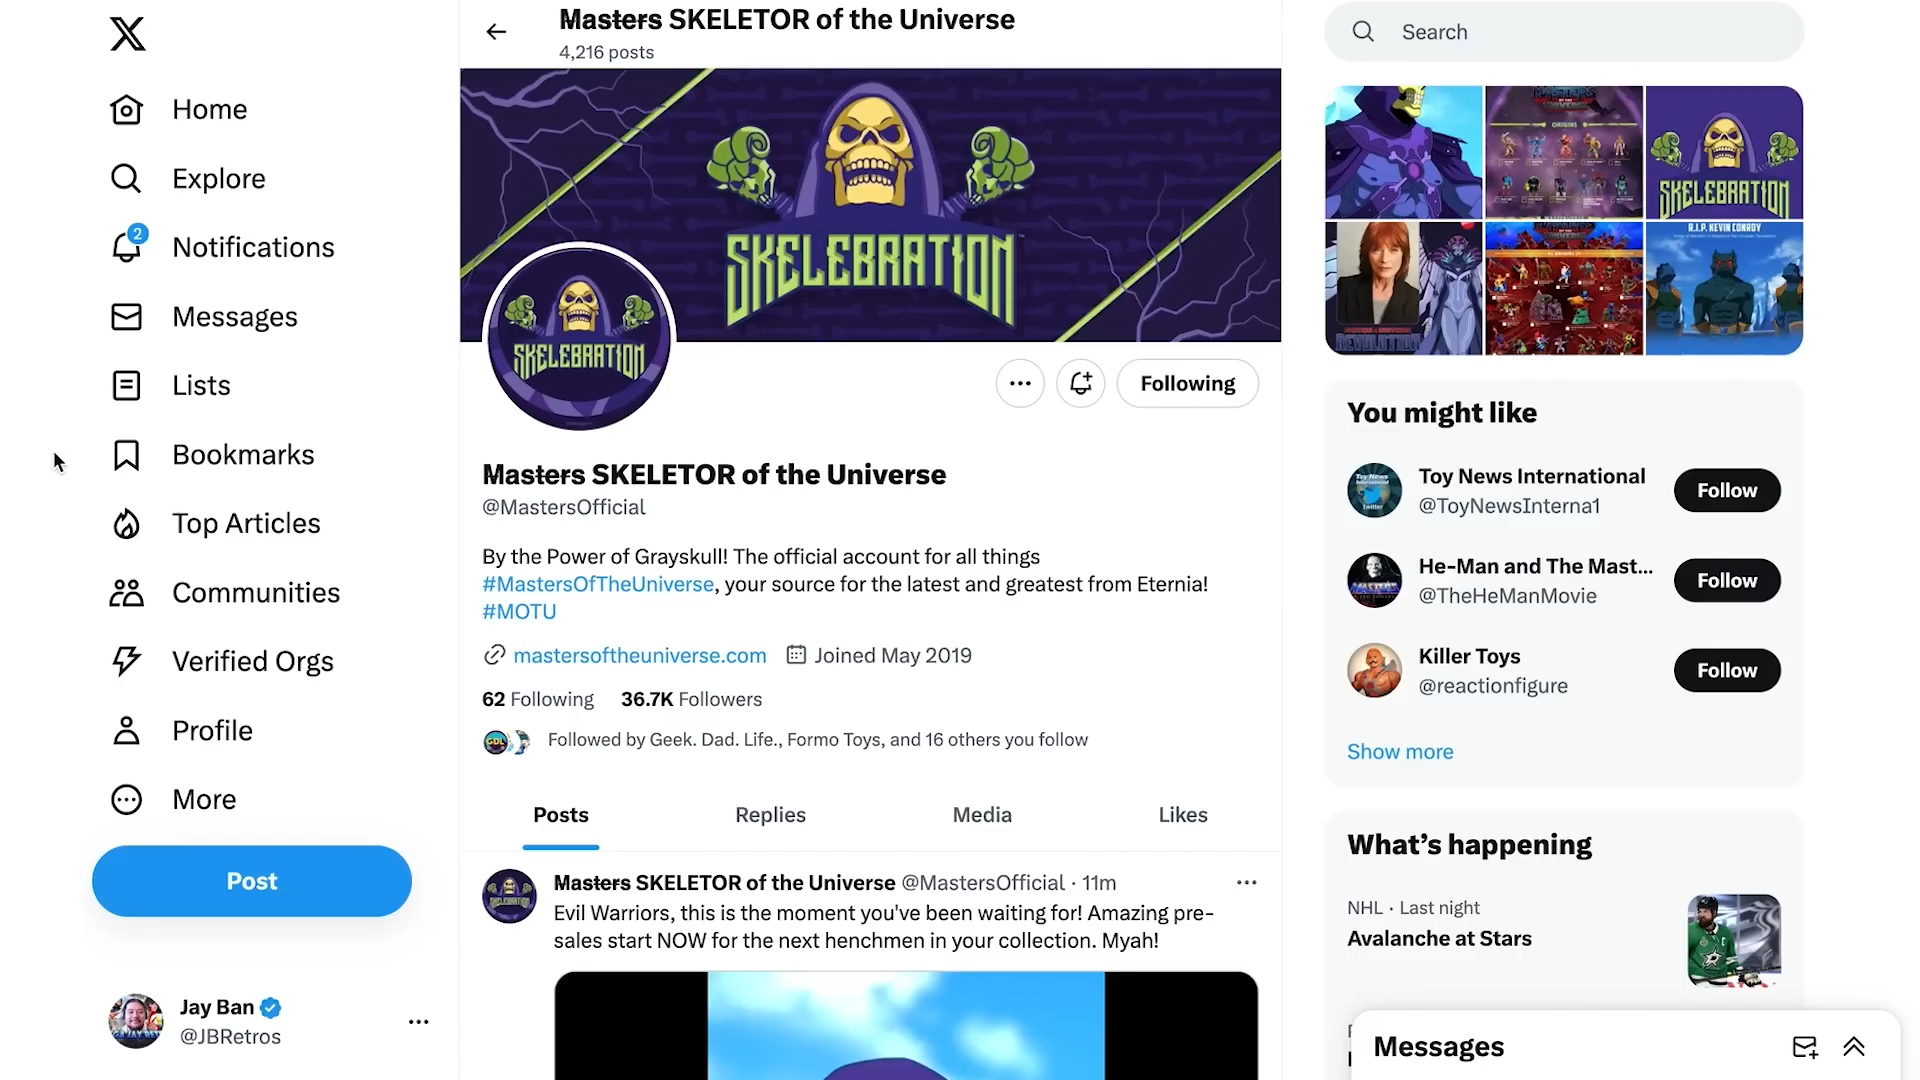 Masters SKELETOR of the Universe
4,216 posts
Search
Home
Explore
2
Notifications
Messages
Lists
Bookmarks
Top Articles
Communities
Verified Orgs
Profile
More
Post
Jay Ban
@JBRetros
SKELEBRATION
SKELEBRATION
Following
Masters SKELETOR of the Universe
@MastersOfficial
By the Power of Grayskull! The official account for all things
#MastersOfTheUniverse, your source for the latest and greatest from Eternia!
#MOTU
mastersoftheuniverse.com Joined May 2019
62 Following 36.7K Followers
Followed by Geek. Dad. Life., Formo Toys, and 16 others you follow
Posts Replies Media Likes
Masters SKELETOR of the Universe @MastersOfficial · 11m
Evil Warriors, this is the moment you've been waiting for! Amazing pre-
sales start NOW for the next henchmen in your collection. Myah!
ORIGINS
SKELEBRATION
REVOLUTION
R.I.P. KEVIN CONROY
You might like
Toy News International
@ToyNewsInterna1
Follow
He-Man and The Mast...
@TheHeManMovie
Follow
Killer Toys
@reactionfigure
Follow
Show more
What's happening
NHL · Last night
Avalanche at Stars
Messages